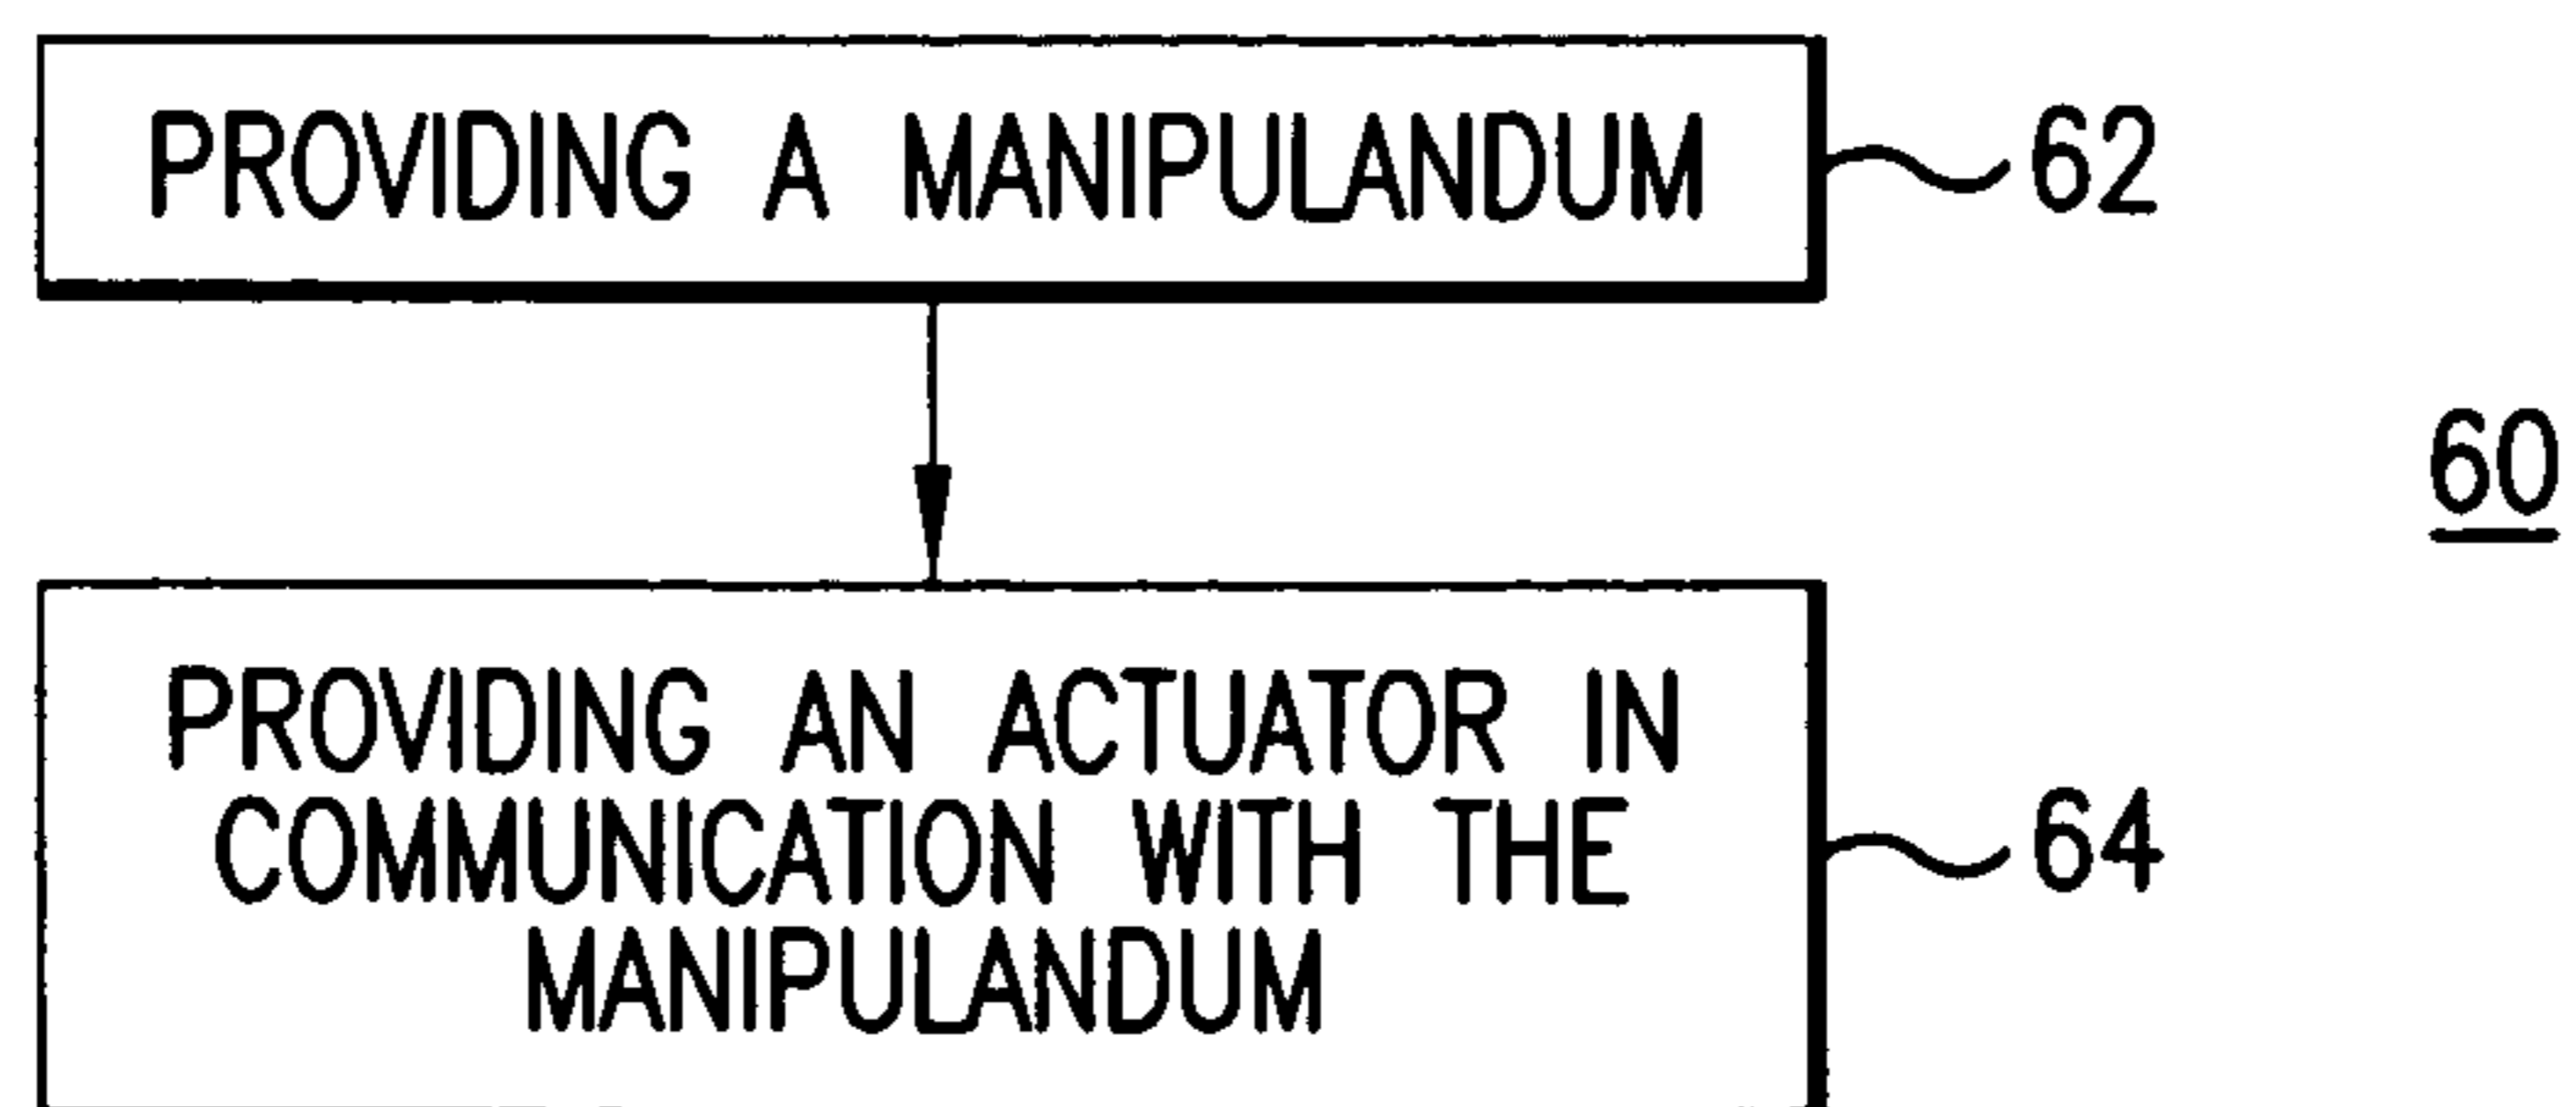 PROVIDING A MANIPULANDUM
62
60
PROVIDING AN ACTUATOR IN
COMMUNICATION WITH THE
MANIPULANDUM
64